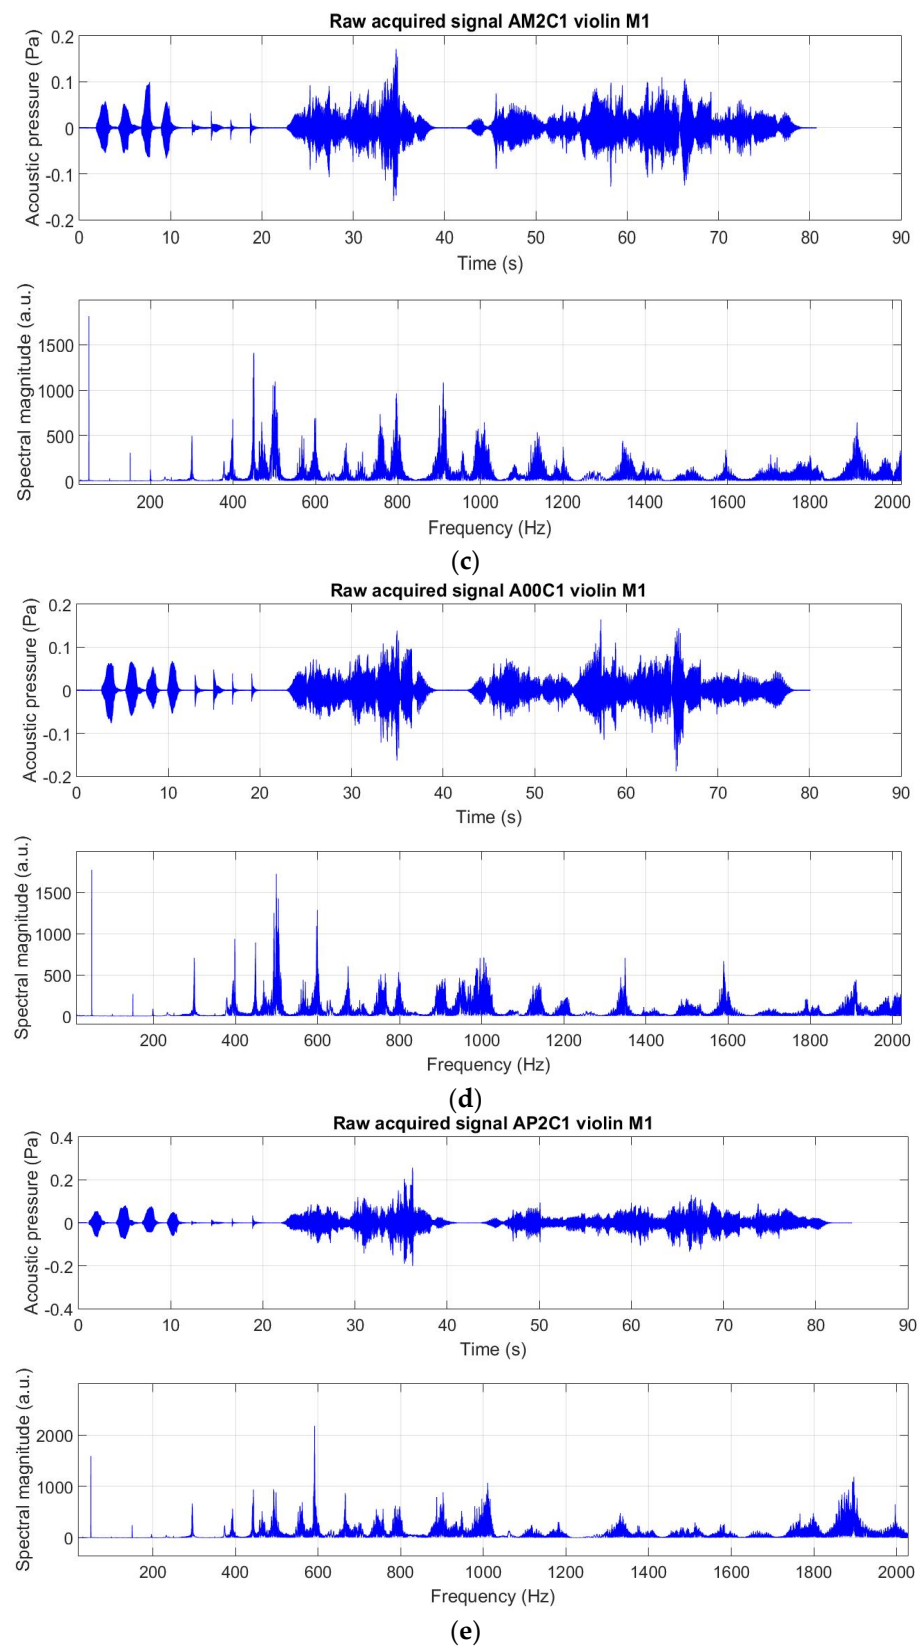 Raw acquired signal AM2C1 violin M1
Acoustic pressure (Pa)
0.2
0.1
0
-0.1
-0.2
0 10 20 30 40 50 60 70 80 90
Time (s)
Spectral magnitude (a.u.)
1500
1000
500
0
200 400 600 800 1000 1200 1400 1600 1800 2000
Frequency (Hz)
(c)
Raw acquired signal A00C1 violin M1
Acoustic pressure (Pa)
0.2
0.1
0
-0.1
-0.2
0 10 20 30 40 50 60 70 80 90
Time (s)
Spectral magnitude (a.u.)
1500
1000
500
0
200 400 600 800 1000 1200 1400 1600 1800 2000
Frequency (Hz)
(d)
Raw acquired signal AP2C1 violin M1
Acoustic pressure (Pa)
0.4
0.2
0
-0.2
-0.4
0 10 20 30 40 50 60 70 80 90
Time (s)
Spectral magnitude (a.u.)
2000
1000
0
200 400 600 800 1000 1200 1400 1600 1800 2000
Frequency (Hz)
(e)